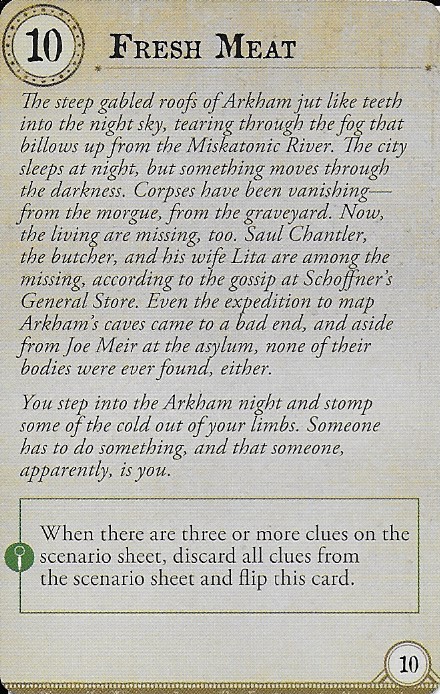 10 FRESH MEAT
The steep gabled roofs of Arkham jut like teeth
into the night sky, tearing through the fog that
billows up from the Miskatonic River. The city
sleeps at night, but something moves through
the darkness. Corpses have been vanishing—
from the morgue, from the graveyard. Now,
the living are missing, too. Saul Chantler,
the butcher, and his wife Lita are among the
missing, according to the gossip at Schoffner's
General Store. Even the expedition to map
Arkham's caves came to a bad end, and aside
from Joe Meir at the asylum, none of their
bodies were ever found, either.
You step into the Arkham night and stomp
some of the cold out of your limbs. Someone
has to do something, and that someone,
apparently, is you.
When there are three or more clues on the
scenario sheet, discard all clues from
the scenario sheet and flip this card.
10